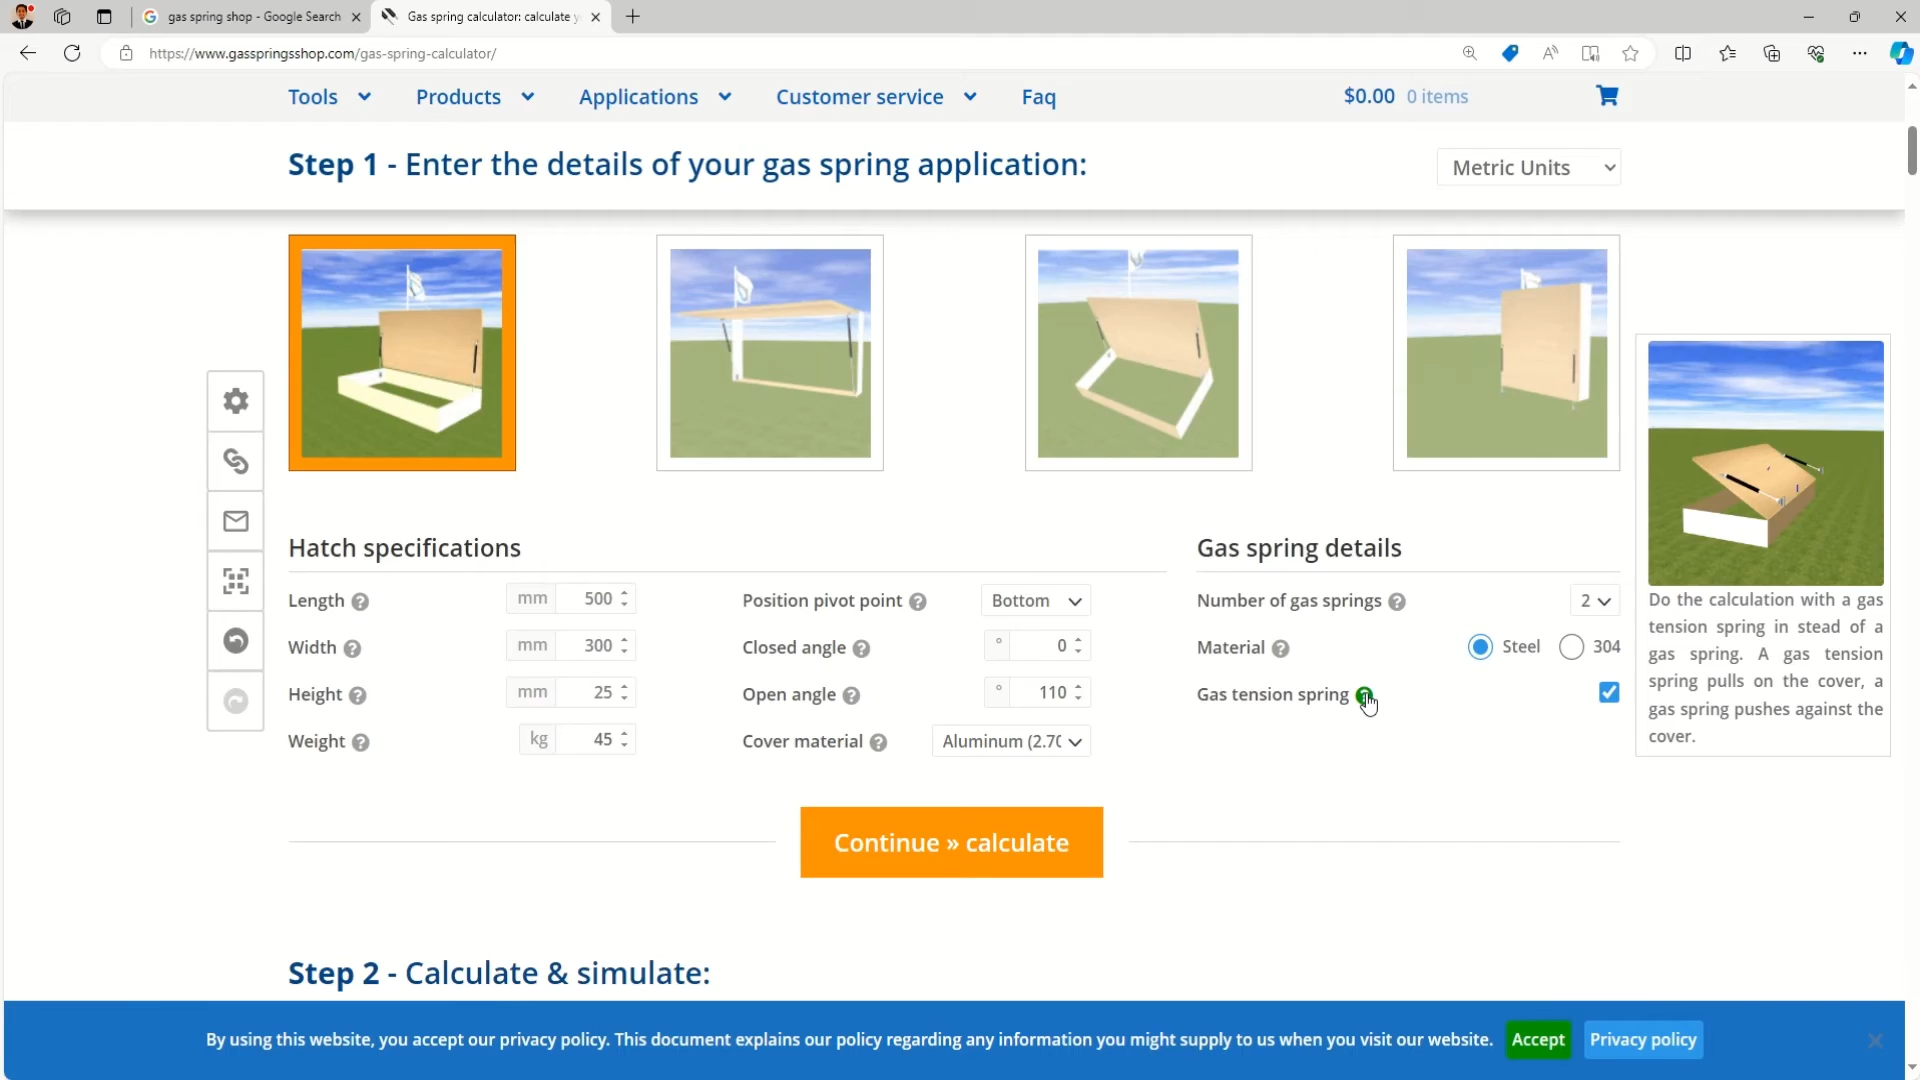 gas spring shop - Google Search
Gas spring calculator: calculate y
https://www.gasspringsshop.com/gas-spring-calculator/
Tools
Products
Applications
Customer service
Faq
$0.00 0 items
Step 1 - Enter the details of your gas spring application:
Metric Units
Hatch specifications
Length
mm 500
Width
mm 300
Height
mm 25
Weight
kg 45
Position pivot point
Bottom
Closed angle
° 0
Open angle
° 110
Cover material
Aluminum (2.70
Gas spring details
Number of gas springs
2
Material
Steel
304
Gas tension spring
Do the calculation with a gas
tension spring in stead of a
gas spring. A gas tension
spring pulls on the cover, a
gas spring pushes against the
cover.
Continue » calculate
Step 2 - Calculate & simulate:
By using this website, you accept our privacy policy. This document explains our policy regarding any information you might supply to us when you visit our website.
Accept
Privacy policy